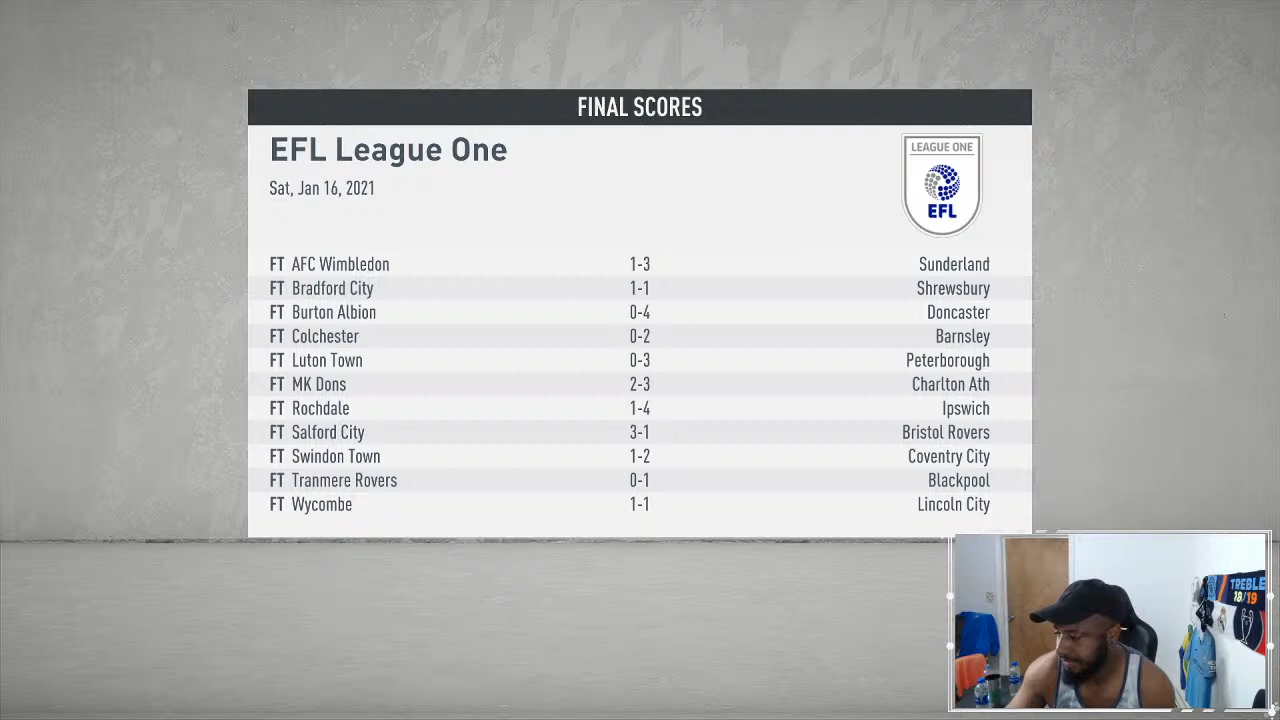 FINAL SCORES
EFL League One
LEAGUE ONE
EFL
Sat, Jan 16, 2021
FT AFC Wimbledon 1-3 Sunderland
FT Bradford City 1-1 Shrewsbury
FT Burton Albion 0-4 Doncaster
FT Colchester 0-2 Barnsley
FT Luton Town 0-3 Peterborough
FT MK Dons 2-3 Charlton Ath
FT Rochdale 1-4 Ipswich
FT Salford City 3-1 Bristol Rovers
FT Swindon Town 1-2 Coventry City
FT Tranmere Rovers 0-1 Blackpool
FT Wycombe 1-1 Lincoln City
TREBLE
18/19